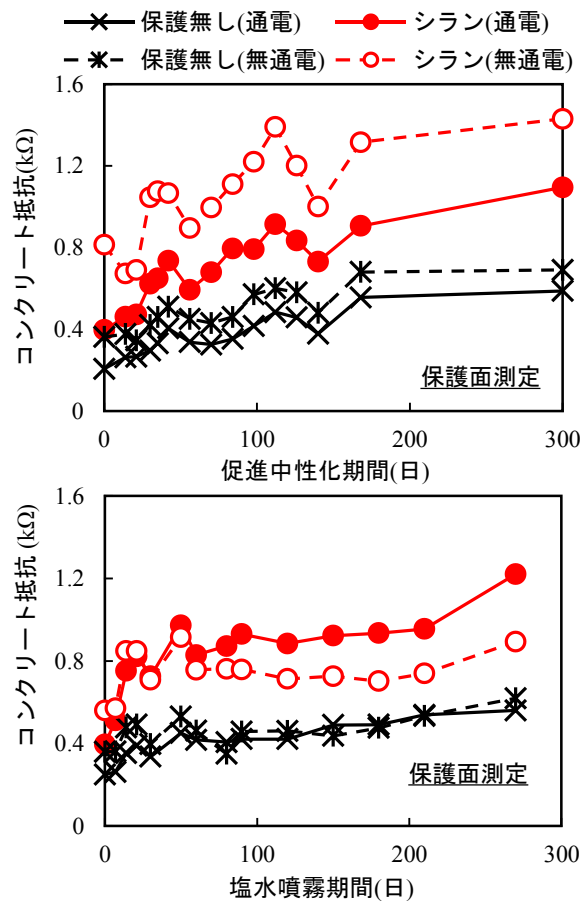 保護無し(通電) シラン(通電)
保護無し(無通電) シラン(無通電)
1.6
1.2
0.8
0.4
0
コンクリート抵抗(kΩ)
保護面測定
0 100 200 300
促進中性化期間(日)
1.6
1.2
0.8
0.4
0
コンクリート抵抗 (kΩ)
保護面測定
0 100 200 300
塩水噴霧期間(日)